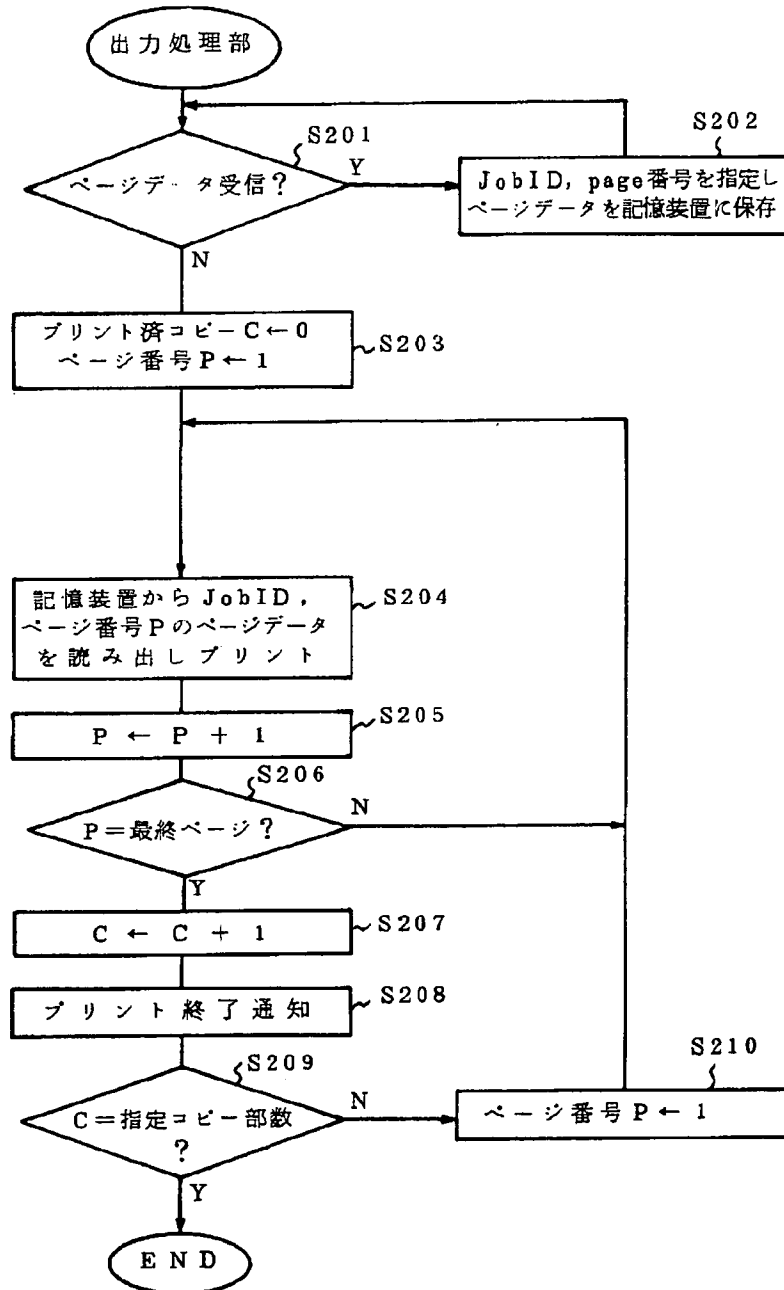 出力処理部
S201
S202
ページデータ受信?
Y
JobID, page番号を指定し
ページデータを記憶装置に保存
N
プリント済コピーC←0
ページ番号P←1
S203
記憶装置からJobID,
ページ番号Pのページデータ
を読み出しプリント
S204
P ← P + 1
S205
S206
P=最終ページ?
N
Y
C ← C + 1
S207
プリント終了通知
S208
S209
S210
C=指定コピー部数
?
N
ページ番号P←1
Y
END